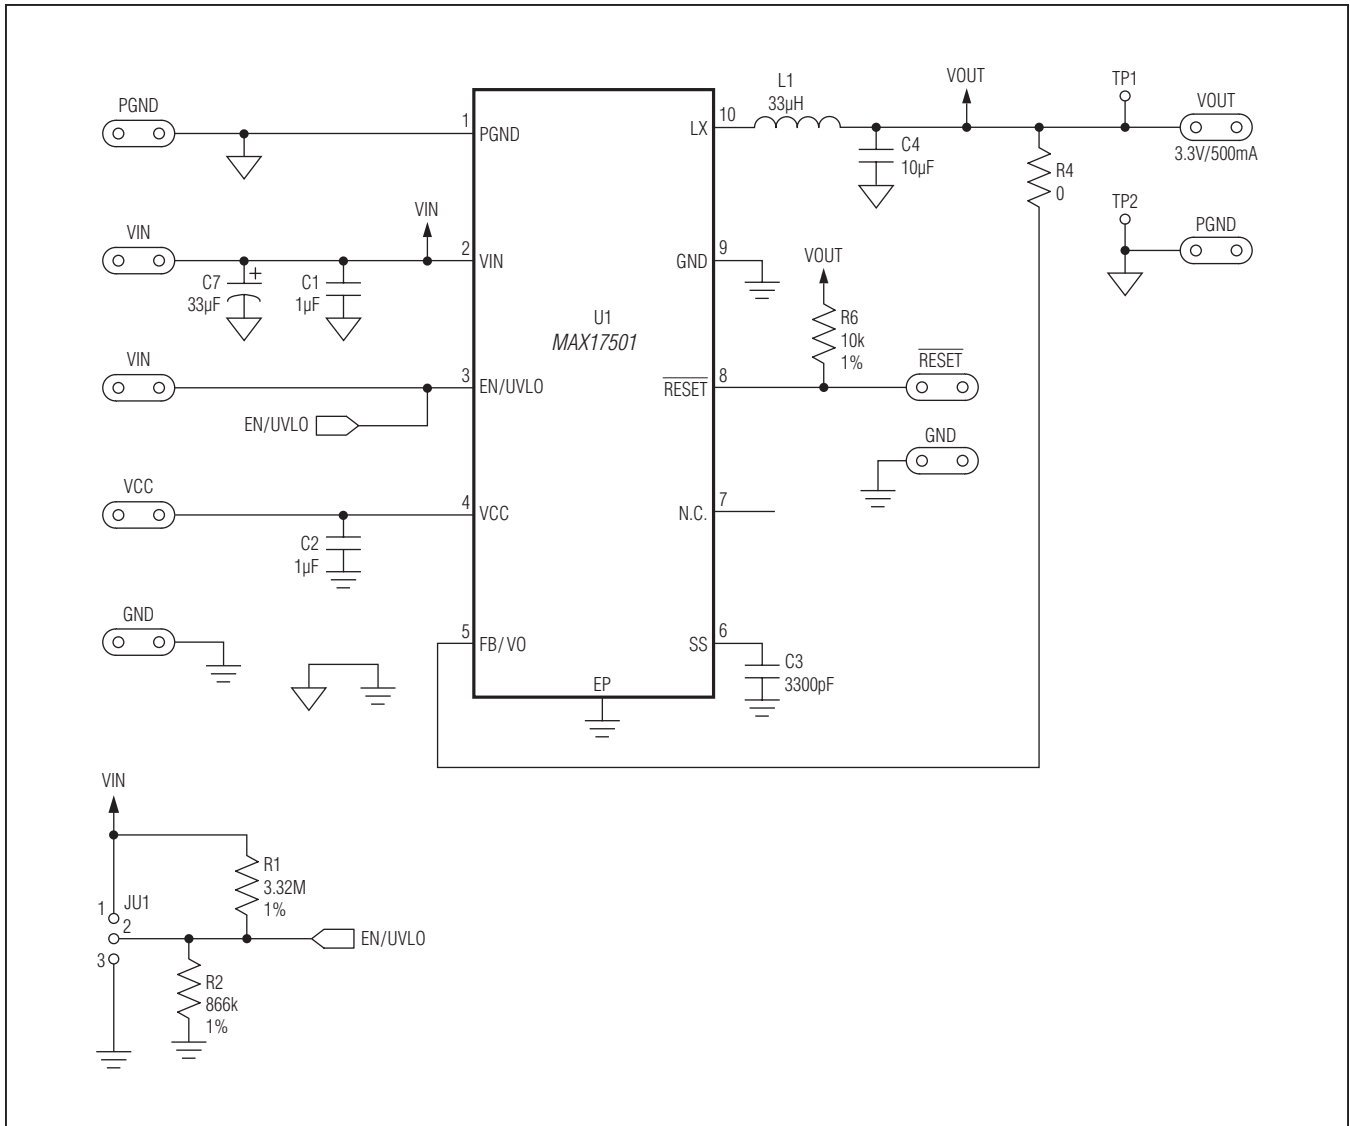 PGND
VIN
C7
+
33µF
C1
1µF
VIN
VIN
EN/UVLO
VCC
C2
1µF
GND
1
PGND
2
VIN
3
EN/UVLO
4
VCC
5
FB/VO
U1
MAX17501
EP
10
LX
9
GND
8
RESET
7
N.C.
6
SS
C3
3300pF
L1
33µH
C4
10µF
VOUT
R4
0
TP1
VOUT
3.3V/500mA
TP2
PGND
VOUT
R6
10k
1%
RESET
GND
VIN
R1
3.32M
1%
JU1
1
2
3
R2
866k
1%
EN/UVLO